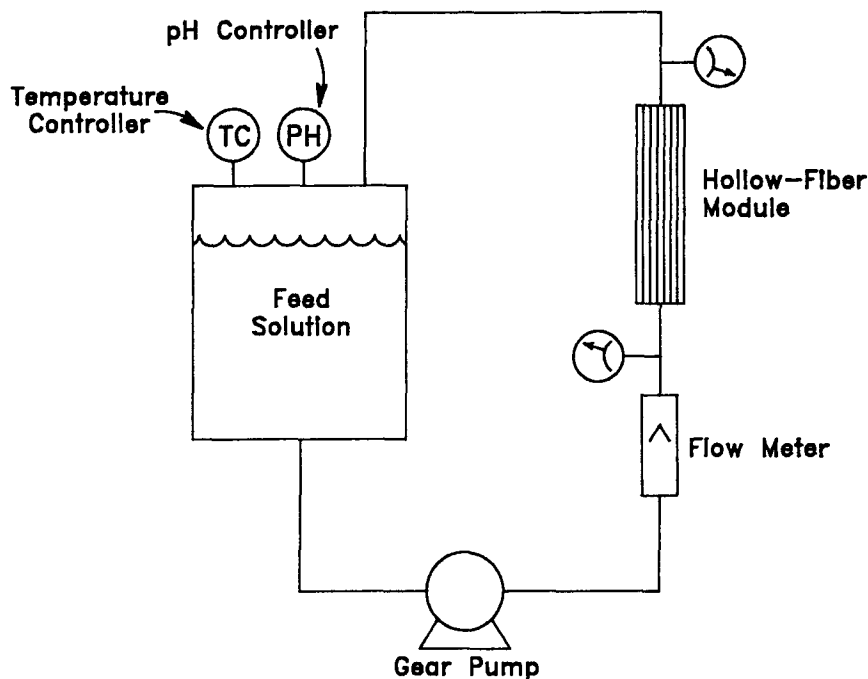 pH Controller
Temperature
Controller
TC
PH
Hollow-Fiber
Module
Feed
Solution
Flow Meter
Gear Pump